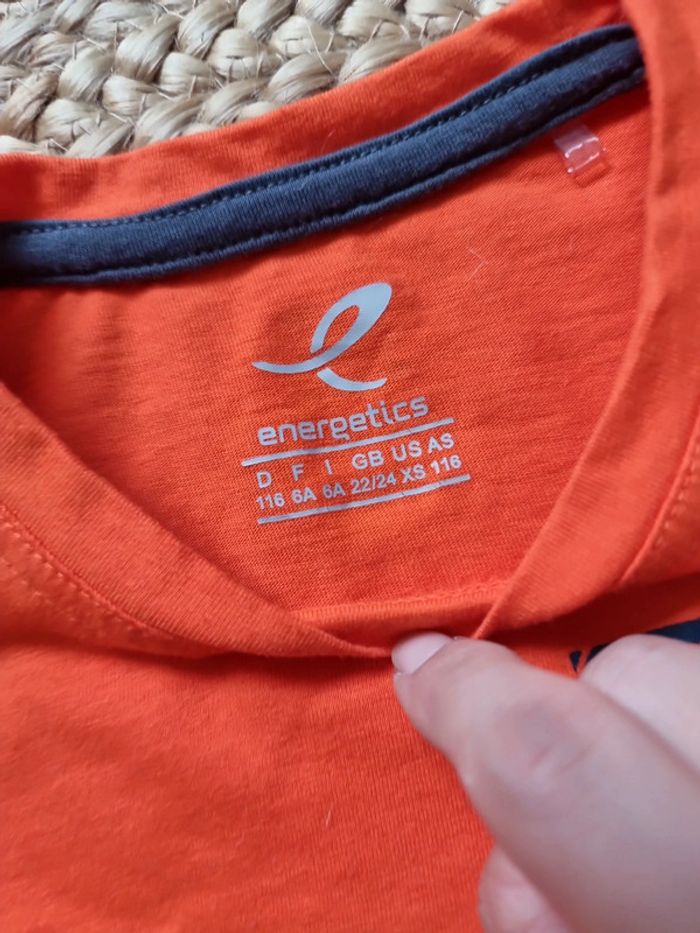 energetics
D F I GB US AS
116 6A 6A 22/24 XS 116